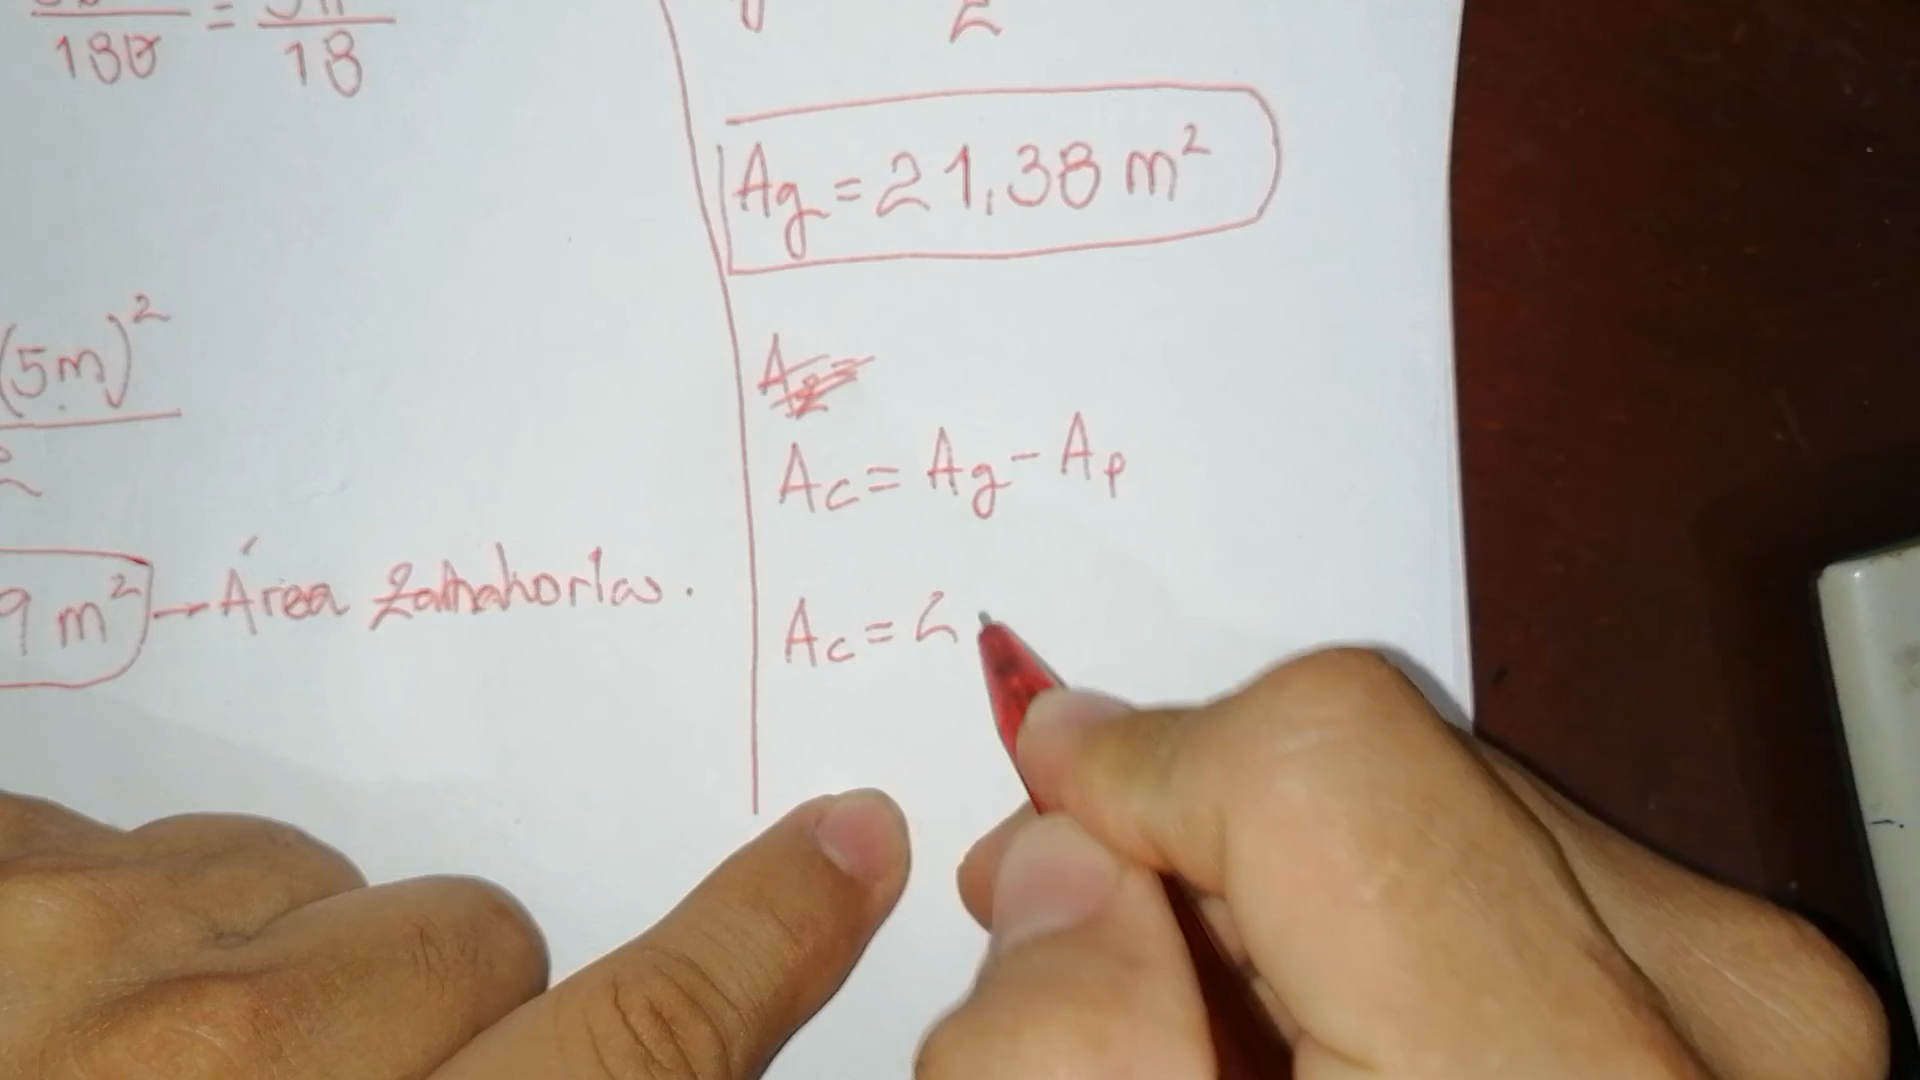 180 = 18
Ag = 21,38 m²
(5m)²
Ac = Ag - Ap
9 m² → Área zanahorias.
Ac = 2